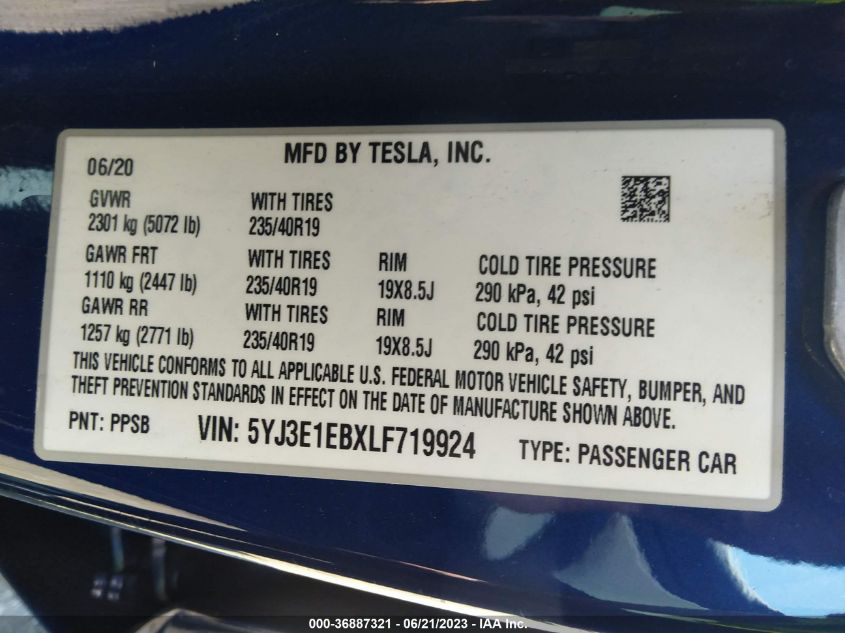 MFD BY TESLA, INC.
06/20
GVWR WITH TIRES
2301 kg (5072 lb) 235/40R19
GAWR FRT WITH TIRES RIM COLD TIRE PRESSURE
1110 kg (2447 lb) 235/40R19 19X8.5J 290 kPa, 42 psi
GAWR RR WITH TIRES RIM COLD TIRE PRESSURE
1257 kg (2771 lb) 235/40R19 19X8.5J 290 kPa, 42 psi
THIS VEHICLE CONFORMS TO ALL APPLICABLE U.S. FEDERAL MOTOR VEHICLE SAFETY, BUMPER, AND
THEFT PREVENTION STANDARDS IN EFFECT ON THE DATE OF MANUFACTURE SHOWN ABOVE.
PNT: PPSB VIN: 5YJ3E1EBXLF719924 TYPE: PASSENGER CAR
000-36887321 - 06/21/2023 - IAA Inc.